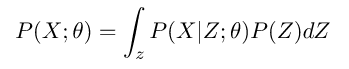 P(X;θ) = ∫_z P(X|Z;θ)P(Z)dZ